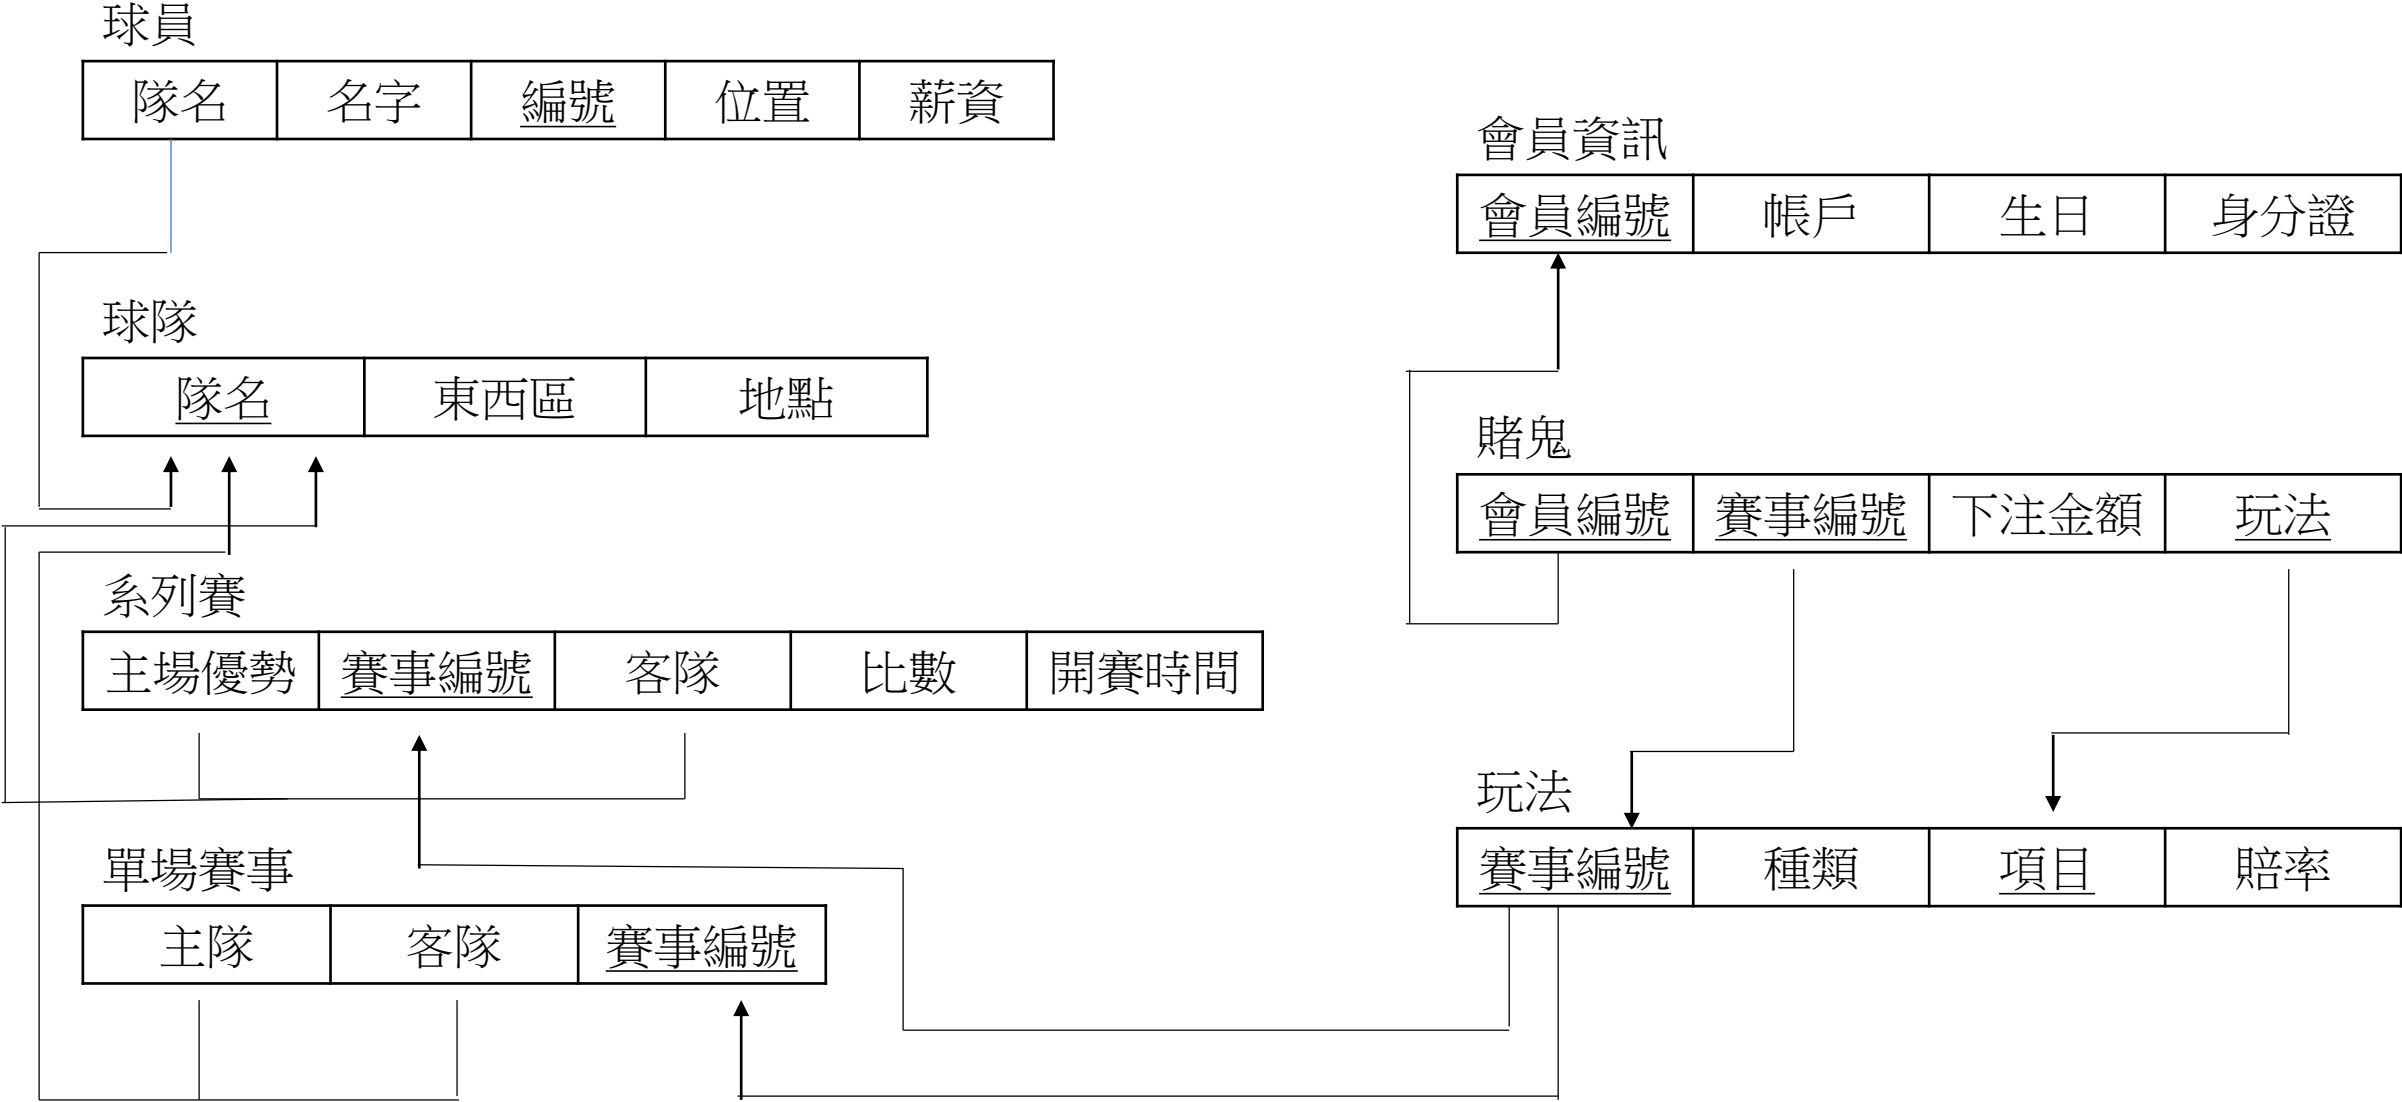 球員
隊名 名字 編號 位置 薪資
球隊
隊名 東西區 地點
系列賽
主場優勢 賽事編號 客隊 比數 開賽時間
單場賽事
主隊 客隊 賽事編號
會員資訊
會員編號 帳戶 生日 身分證
賭鬼
會員編號 賽事編號 下注金額 玩法
玩法
賽事編號 種類 項目 賠率